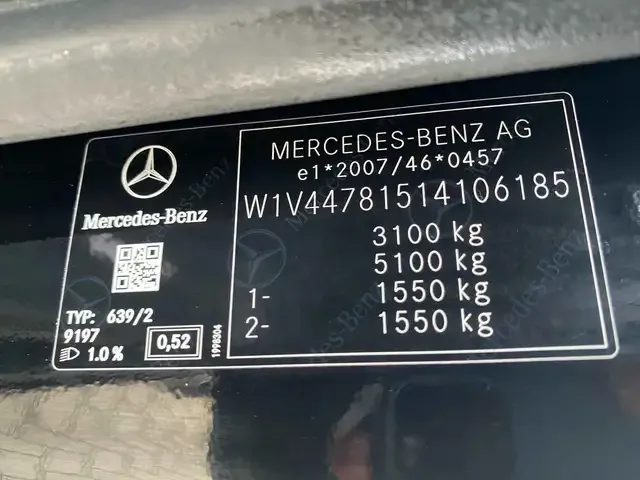 MERCEDES-BENZ AG
e1*2007/46*0457
W1V44781514106185
3100 kg
5100 kg
1- 1550 kg
2- 1550 kg
Mercedes-Benz
TYP: 639/2
9197
1.0 %
0,52
1998304